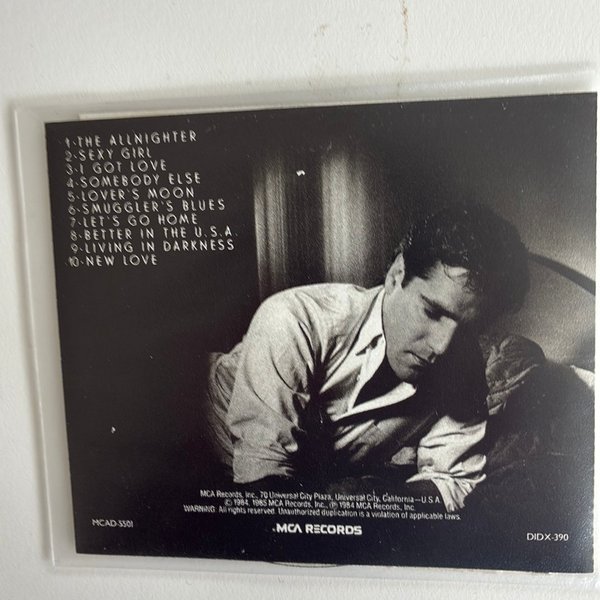 1·THE ALLNIGHTER
2·SEXY GIRL
3·I GOT LOVE
4·SOMEBODY ELSE
5·LOVER'S MOON
6·SMUGGLER'S BLUES
7·LET'S GO HOME
8·BETTER IN THE U.S.A.
9·LIVING IN DARKNESS
10·NEW LOVE
MCA Records, Inc., 70 Universal City Plaza, Universal City, California—U.S.A.
© 1984, 1985 MCA Records, Inc., ℗ 1984 MCA Records, Inc.
WARNING: All rights reserved. Unauthorized duplication is a violation of applicable laws.
MCAD-5501
MCA RECORDS
DIDX-390